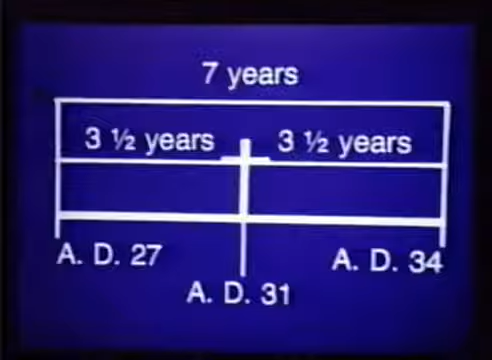 7 years
3 ½ years 3 ½ years
A. D. 27 A. D. 34
A. D. 31